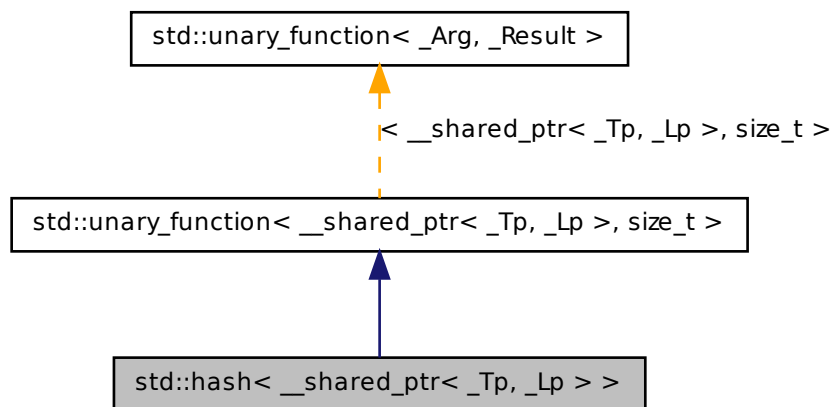 std::unary_function< _Arg, _Result >
< __shared_ptr< _Tp, _Lp >, size_t >
std::unary_function< __shared_ptr< _Tp, _Lp >, size_t >
std::hash< __shared_ptr< _Tp, _Lp > >